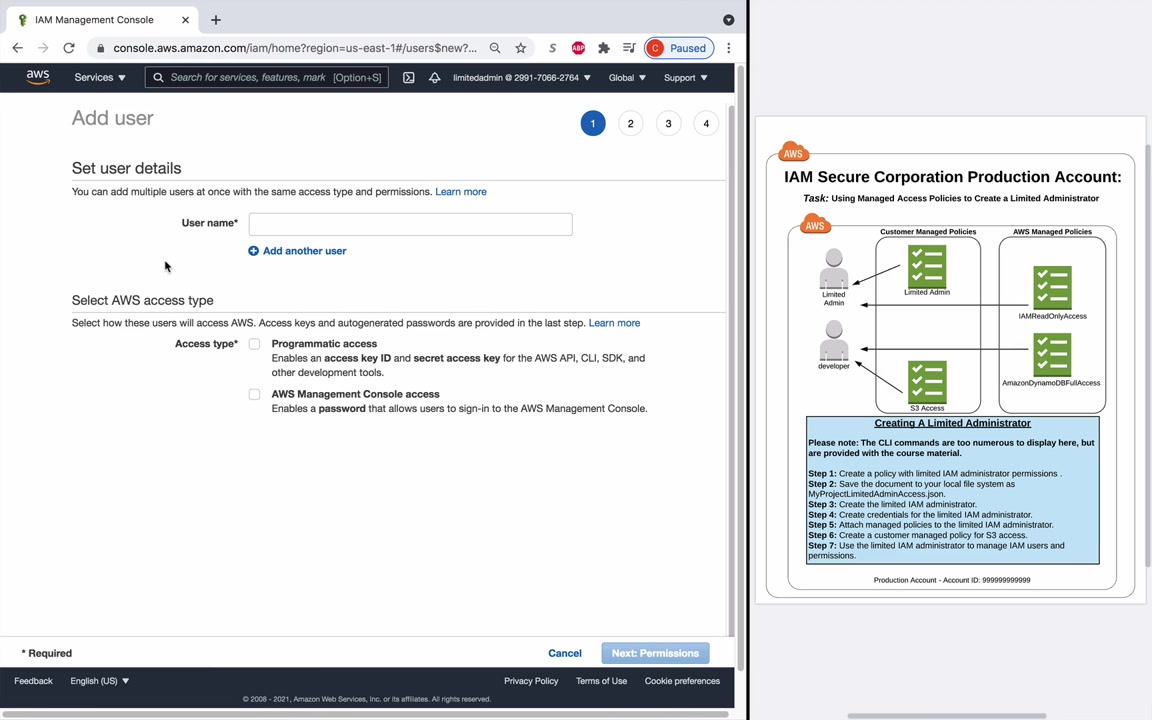 IAM Management Console
console.aws.amazon.com/iam/home?region=us-east-1#/users$new?...
S
ABP
C Paused
aws
Services
Search for services, features, mark [Option+S]
limitedadmin @ 2991-7066-2764
Global
Support
Add user
1 2 3 4
Set user details
You can add multiple users at once with the same access type and permissions. Learn more
User name*
Add another user
Select AWS access type
Select how these users will access AWS. Access keys and autogenerated passwords are provided in the last step. Learn more
Access type*
Programmatic access
Enables an access key ID and secret access key for the AWS API, CLI, SDK, and
other development tools.
AWS Management Console access
Enables a password that allows users to sign-in to the AWS Management Console.
* Required
Cancel
Next: Permissions
Feedback
English (US)
Privacy Policy
Terms of Use
Cookie preferences
© 2008 - 2021, Amazon Web Services, Inc. or its affiliates. All rights reserved.
AWS
IAM Secure Corporation Production Account:
Task: Using Managed Access Policies to Create a Limited Administrator
AWS
Customer Managed Policies
AWS Managed Policies
Limited
Admin
Limited Admin
IAMReadOnlyAccess
developer
AmazonDynamoDBFullAccess
S3 Access
Creating A Limited Administrator
Please note: The CLI commands are too numerous to display here, but
are provided with the course material.
Step 1: Create a policy with limited IAM administrator permissions .
Step 2: Save the document to your local file system as
MyProjectLimitedAdminAccess.json.
Step 3: Create the limited IAM administrator.
Step 4: Create credentials for the limited IAM administrator.
Step 5: Attach managed policies to the limited IAM administrator.
Step 6: Create a customer managed policy for S3 access.
Step 7: Use the limited IAM administrator to manage IAM users and
permissions.
Production Account - Account ID: 999999999999